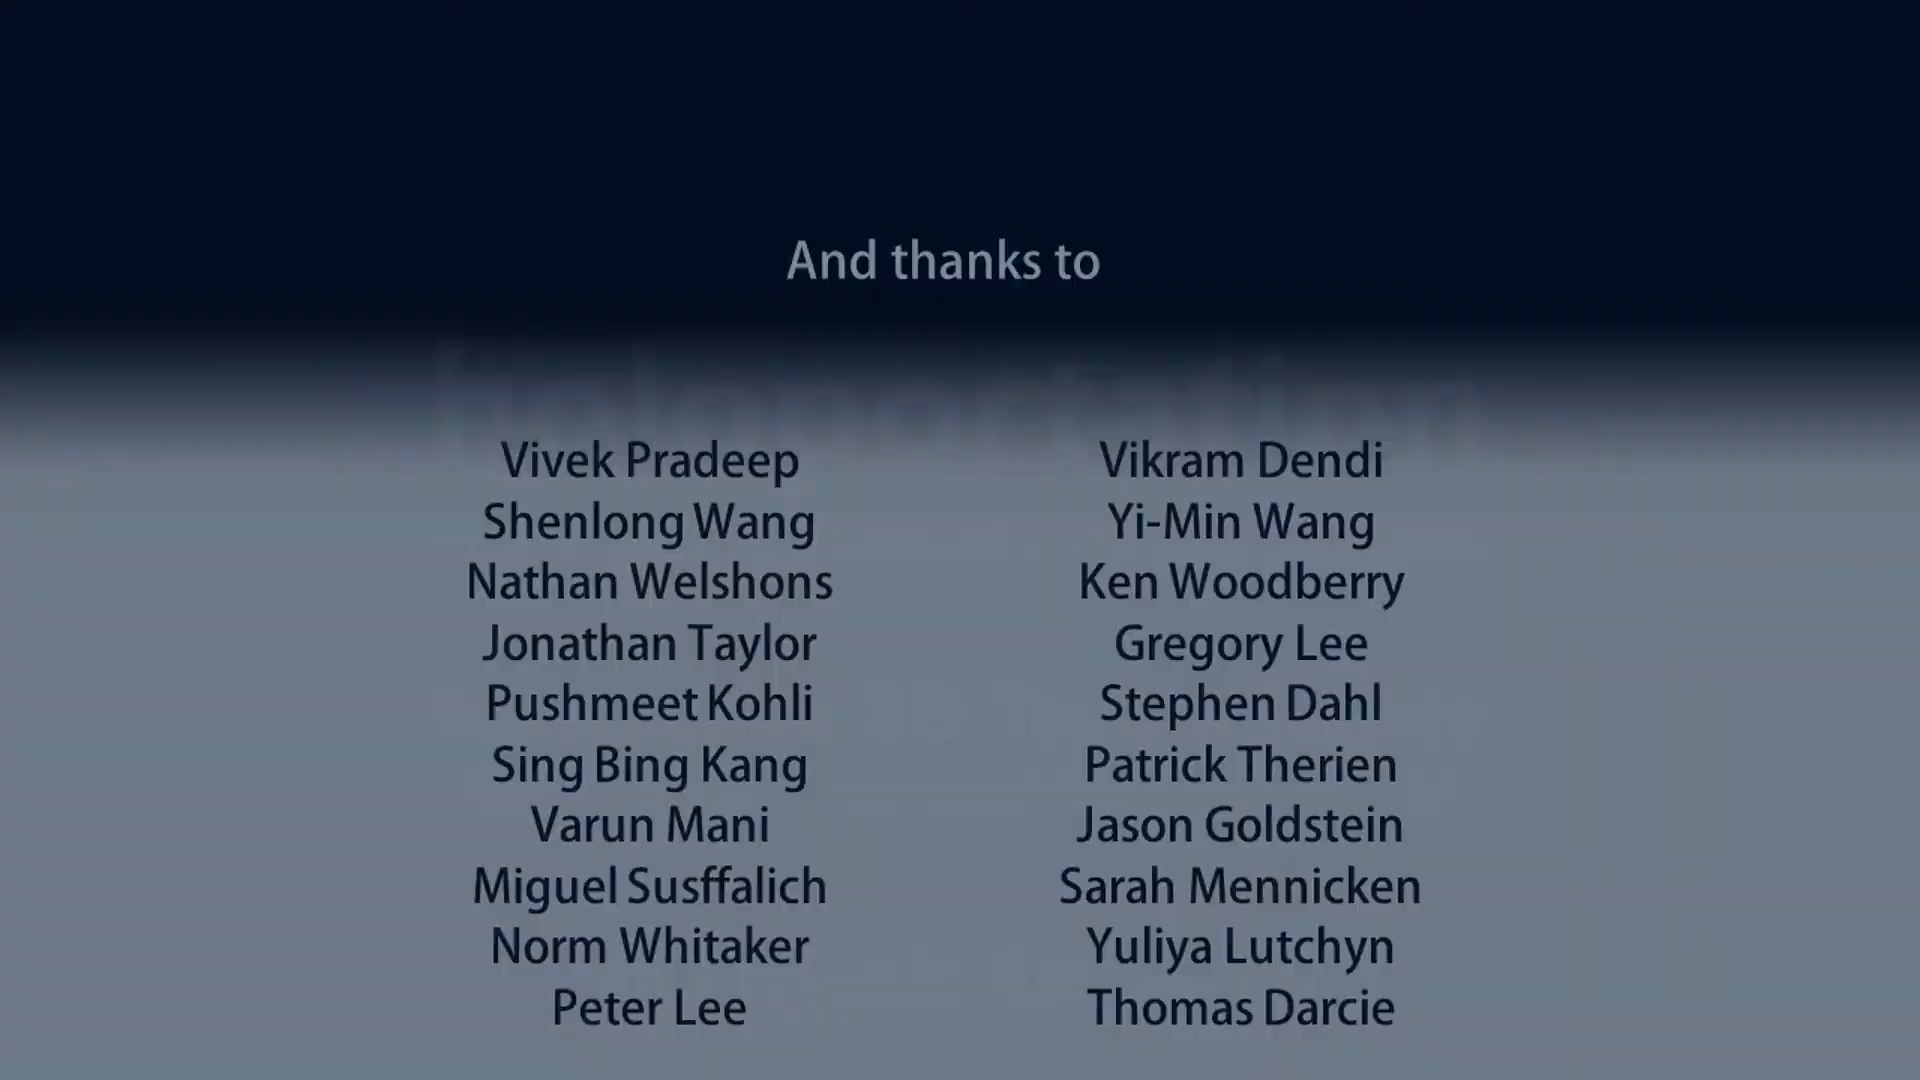 And thanks to
holoportation
Vivek Pradeep
Shenlong Wang
Nathan Welshons
Jonathan Taylor
Pushmeet Kohli
Sing Bing Kang
Varun Mani
Miguel Susffalich
Norm Whitaker
Peter Lee
Vikram Dendi
Yi-Min Wang
Ken Woodberry
Gregory Lee
Stephen Dahl
Patrick Therien
Jason Goldstein
Sarah Mennicken
Yuliya Lutchyn
Thomas Darcie